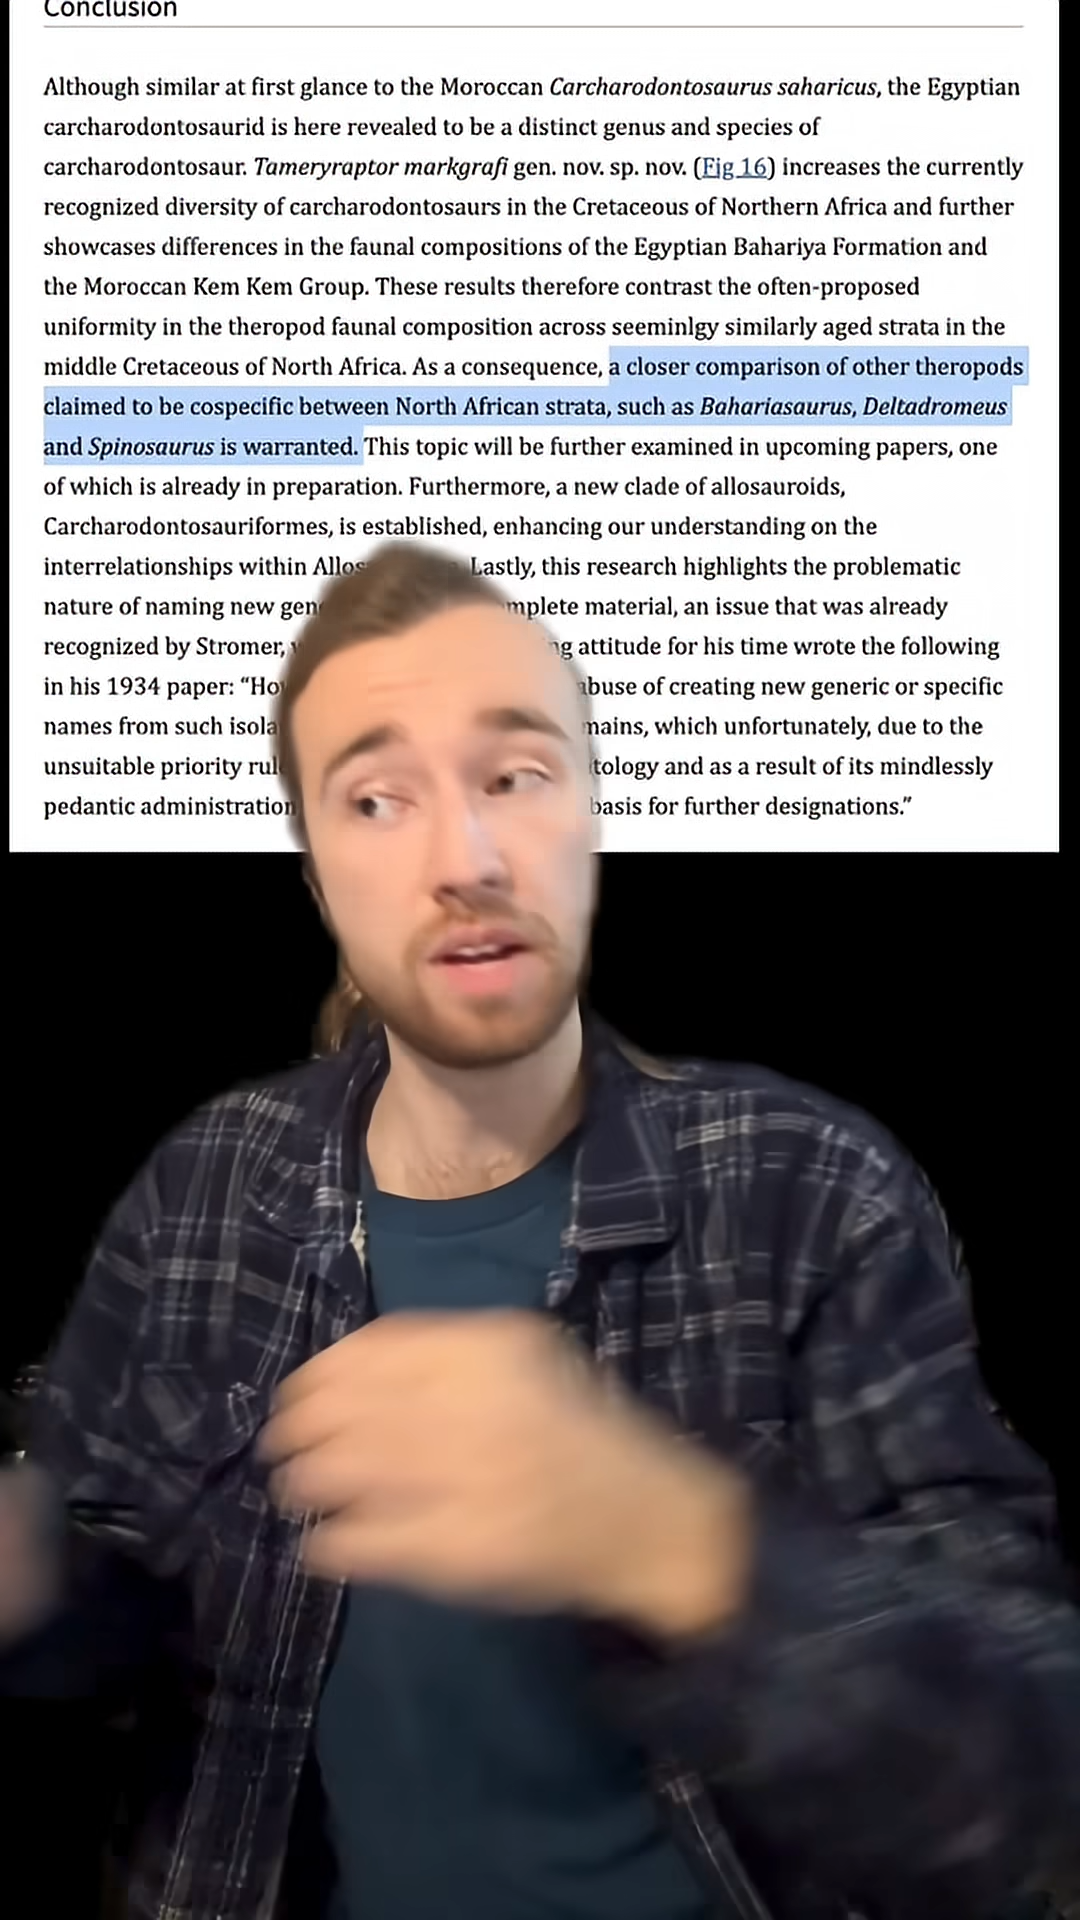 Conclusion
Although similar at first glance to the Moroccan Carcharodontosaurus saharicus, the Egyptian
carcharodontosaurid is here revealed to be a distinct genus and species of
carcharodontosaur. Tameryraptor markgrafi gen. nov. sp. nov. (Fig 16) increases the currently
recognized diversity of carcharodontosaurs in the Cretaceous of Northern Africa and further
showcases differences in the faunal compositions of the Egyptian Bahariya Formation and
the Moroccan Kem Kem Group. These results therefore contrast the often-proposed
uniformity in the theropod faunal composition across seeminlgy similarly aged strata in the
middle Cretaceous of North Africa. As a consequence, a closer comparison of other theropods
claimed to be cospecific between North African strata, such as Bahariasaurus, Deltadromeus
and Spinosaurus is warranted. This topic will be further examined in upcoming papers, one
of which is already in preparation. Furthermore, a new clade of allosauroids,
Carcharodontosauriformes, is established, enhancing our understanding on the
interrelationships within Lastly, this research highlights the problematic
nature of naming new material, an issue that was already
recognized by Stromer, attitude for his time wrote the following
in his 1934 paper: of creating new generic or specific
names from such which unfortunately, due to the
unsuitable priority and as a result of its mindlessly
pedantic administration basis for further designations.”